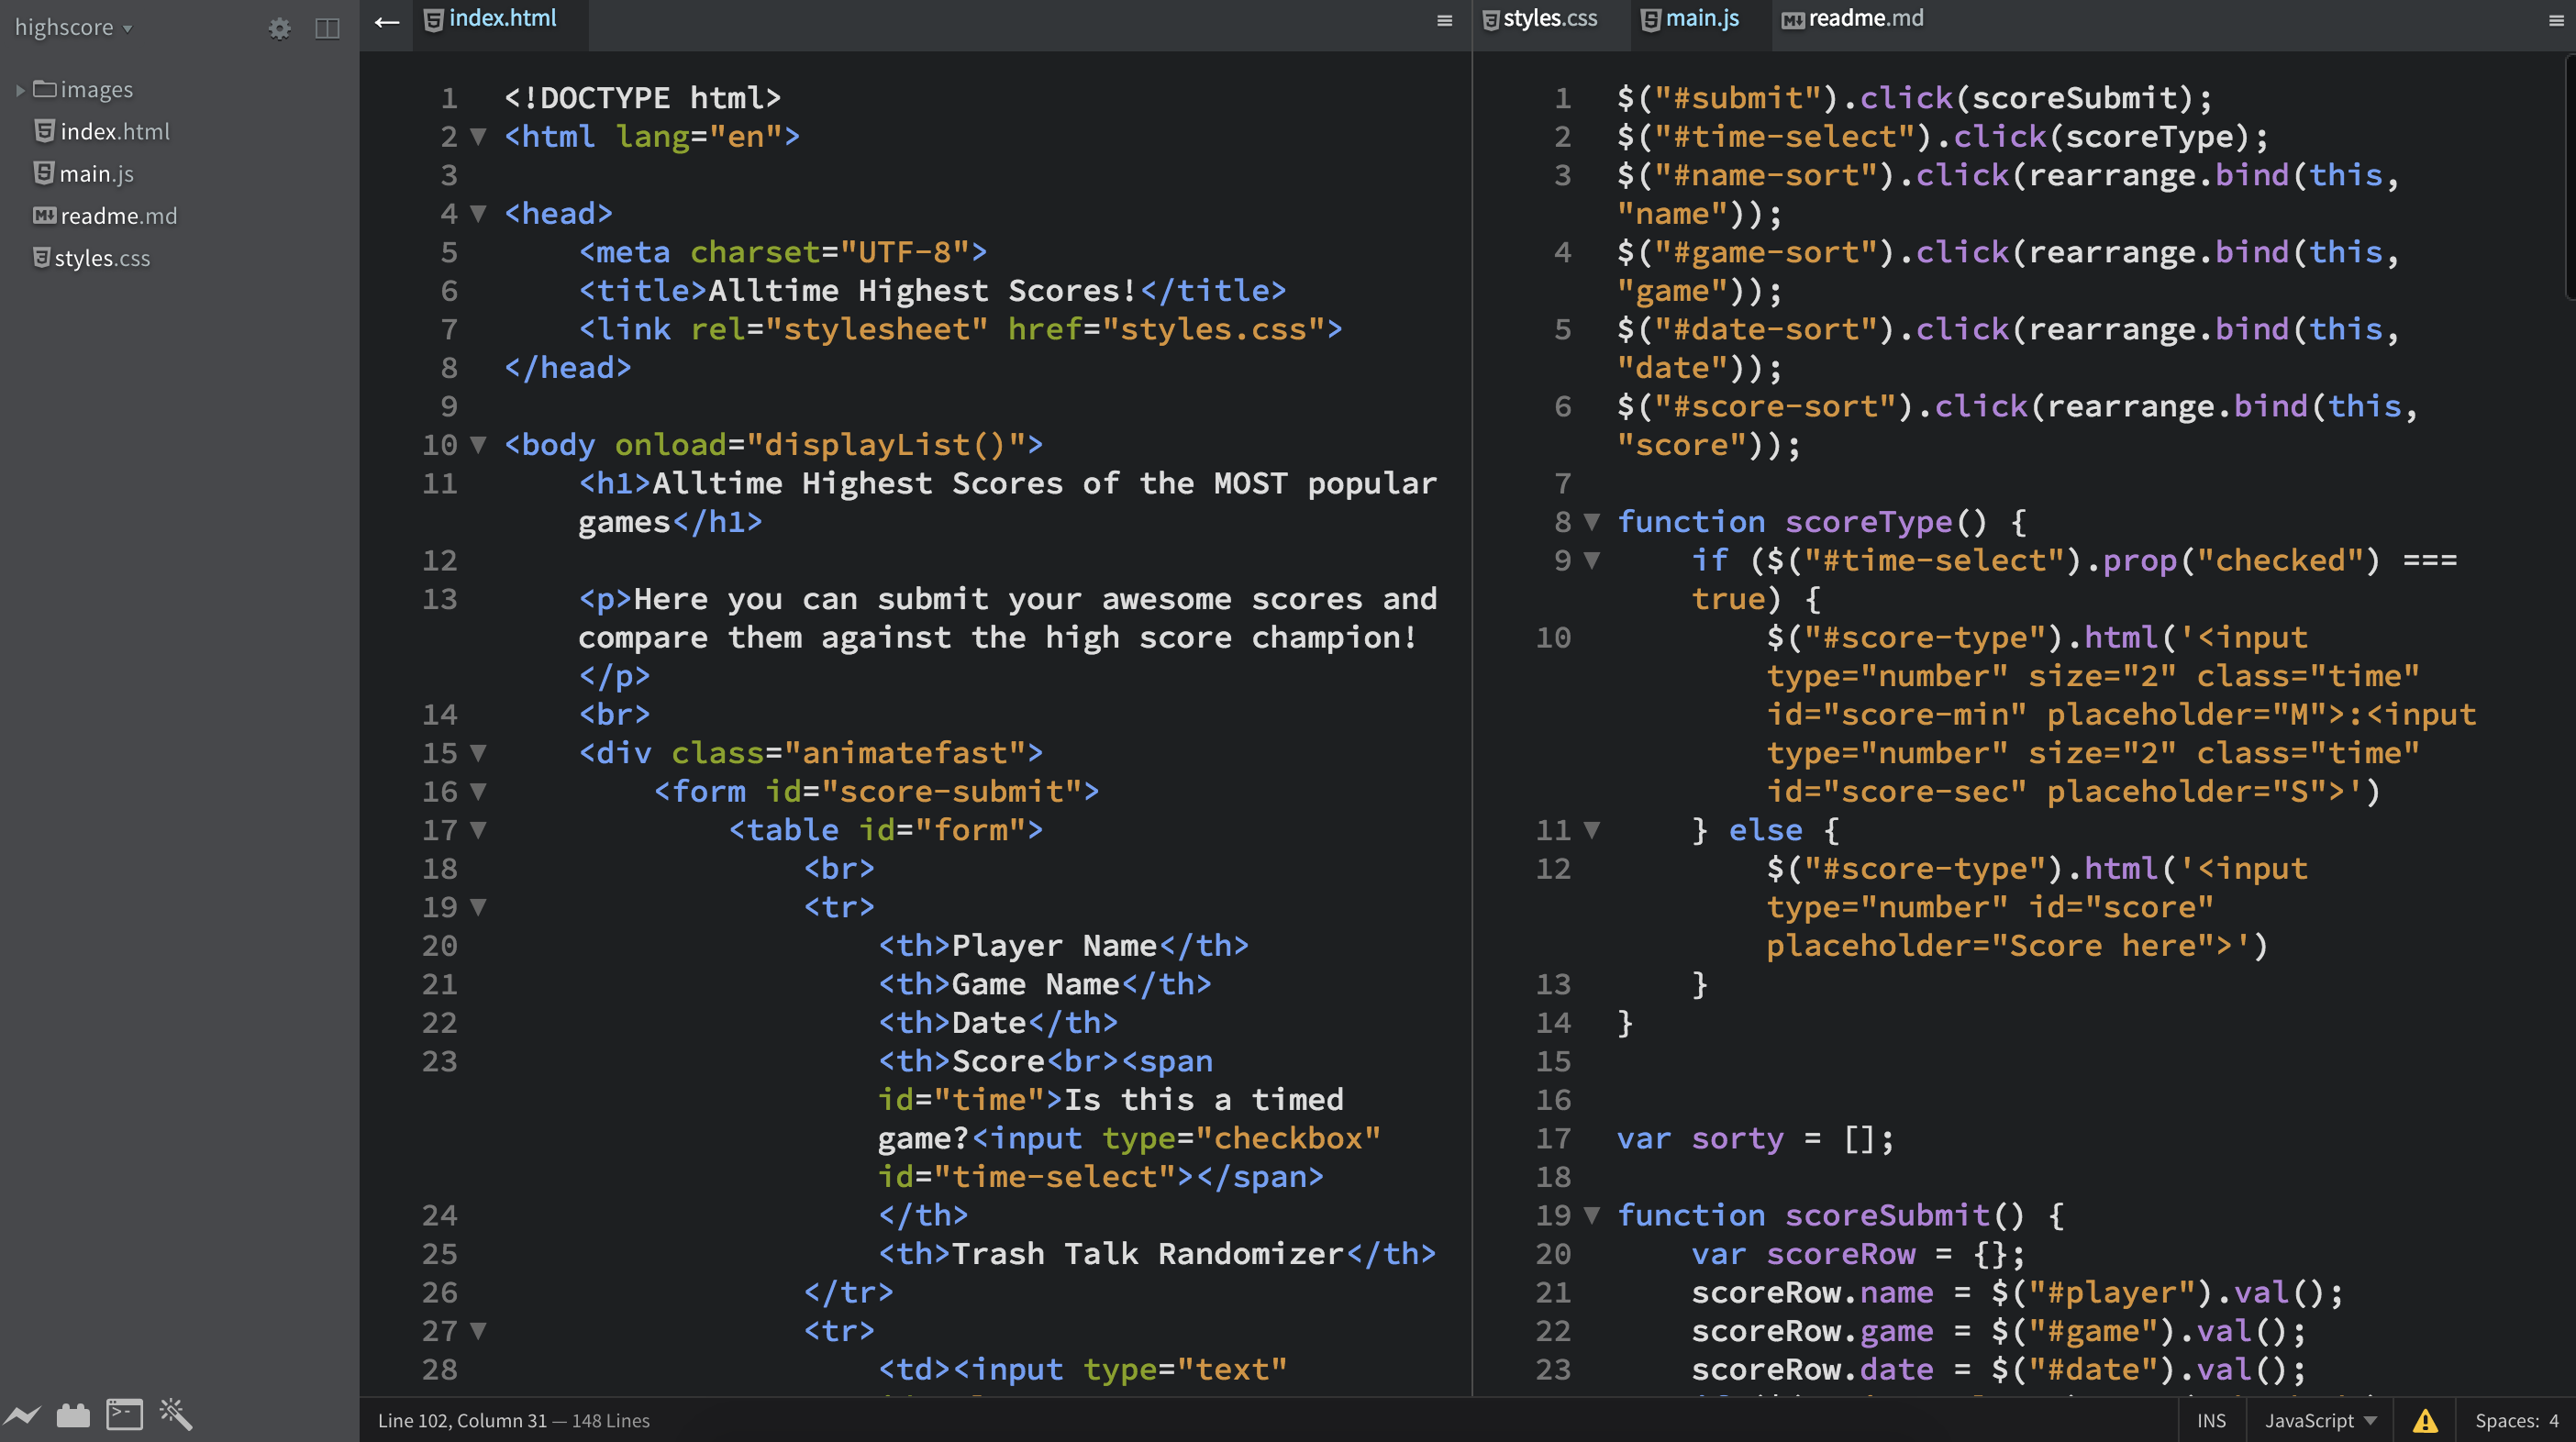 highscore
images
index.html
main.js
readme.md
styles.css
index.html
1 <!DOCTYPE html>
2 <html lang="en">
3
4 <head>
5 <meta charset="UTF-8">
6 <title>Alltime Highest Scores!</title>
7 <link rel="stylesheet" href="styles.css">
8 </head>
9
10 <body onload="displayList()">
11 <h1>Alltime Highest Scores of the MOST popular
games</h1>
12
13 <p>Here you can submit your awesome scores and
compare them against the high score champion!
</p>
14 <br>
15 <div class="animatefast">
16 <form id="score-submit">
17 <table id="form">
18 <br>
19 <tr>
20 <th>Player Name</th>
21 <th>Game Name</th>
22 <th>Date</th>
23 <th>Score<br><span
id="time">Is this a timed
game?<input type="checkbox"
id="time-select"></span>
24 </th>
25 <th>Trash Talk Randomizer</th>
26 </tr>
27 <tr>
28 <td><input type="text"
styles.css main.js readme.md
1 $("#submit").click(scoreSubmit);
2 $("#time-select").click(scoreType);
3 $("#name-sort").click(rearrange.bind(this,
"name"));
4 $("#game-sort").click(rearrange.bind(this,
"game"));
5 $("#date-sort").click(rearrange.bind(this,
"date"));
6 $("#score-sort").click(rearrange.bind(this,
"score"));
7
8 function scoreType() {
9 if ($("#time-select").prop("checked") ===
true) {
10 $("#score-type").html('<input
type="number" size="2" class="time"
id="score-min" placeholder="M">:<input
type="number" size="2" class="time"
id="score-sec" placeholder="S">')
11 } else {
12 $("#score-type").html('<input
type="number" id="score"
placeholder="Score here">')
13 }
14 }
15
16
17 var sorty = [];
18
19 function scoreSubmit() {
20 var scoreRow = {};
21 scoreRow.name = $("#player").val();
22 scoreRow.game = $("#game").val();
23 scoreRow.date = $("#date").val();
Line 102, Column 31 — 148 Lines
INS JavaScript Spaces: 4